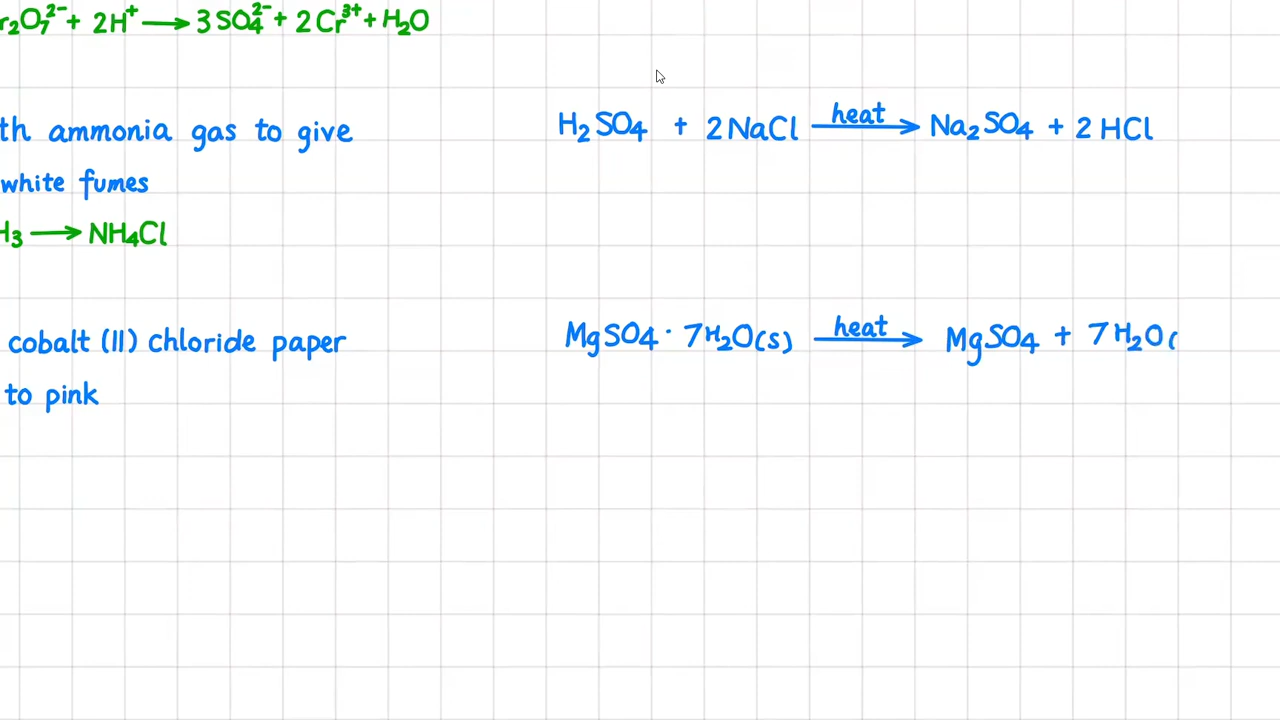 r₂O₇²⁻ + 2H⁺ ⟶ 3SO₄²⁻ + 2Cr³⁺ + H₂O
th ammonia gas to give
white fumes
H₃ ⟶ NH₄Cl
cobalt (II) chloride paper
to pink
H₂SO₄ + 2NaCl heat⟶ Na₂SO₄ + 2HCl
MgSO₄ · 7H₂O(s) heat⟶ MgSO₄ + 7H₂O(